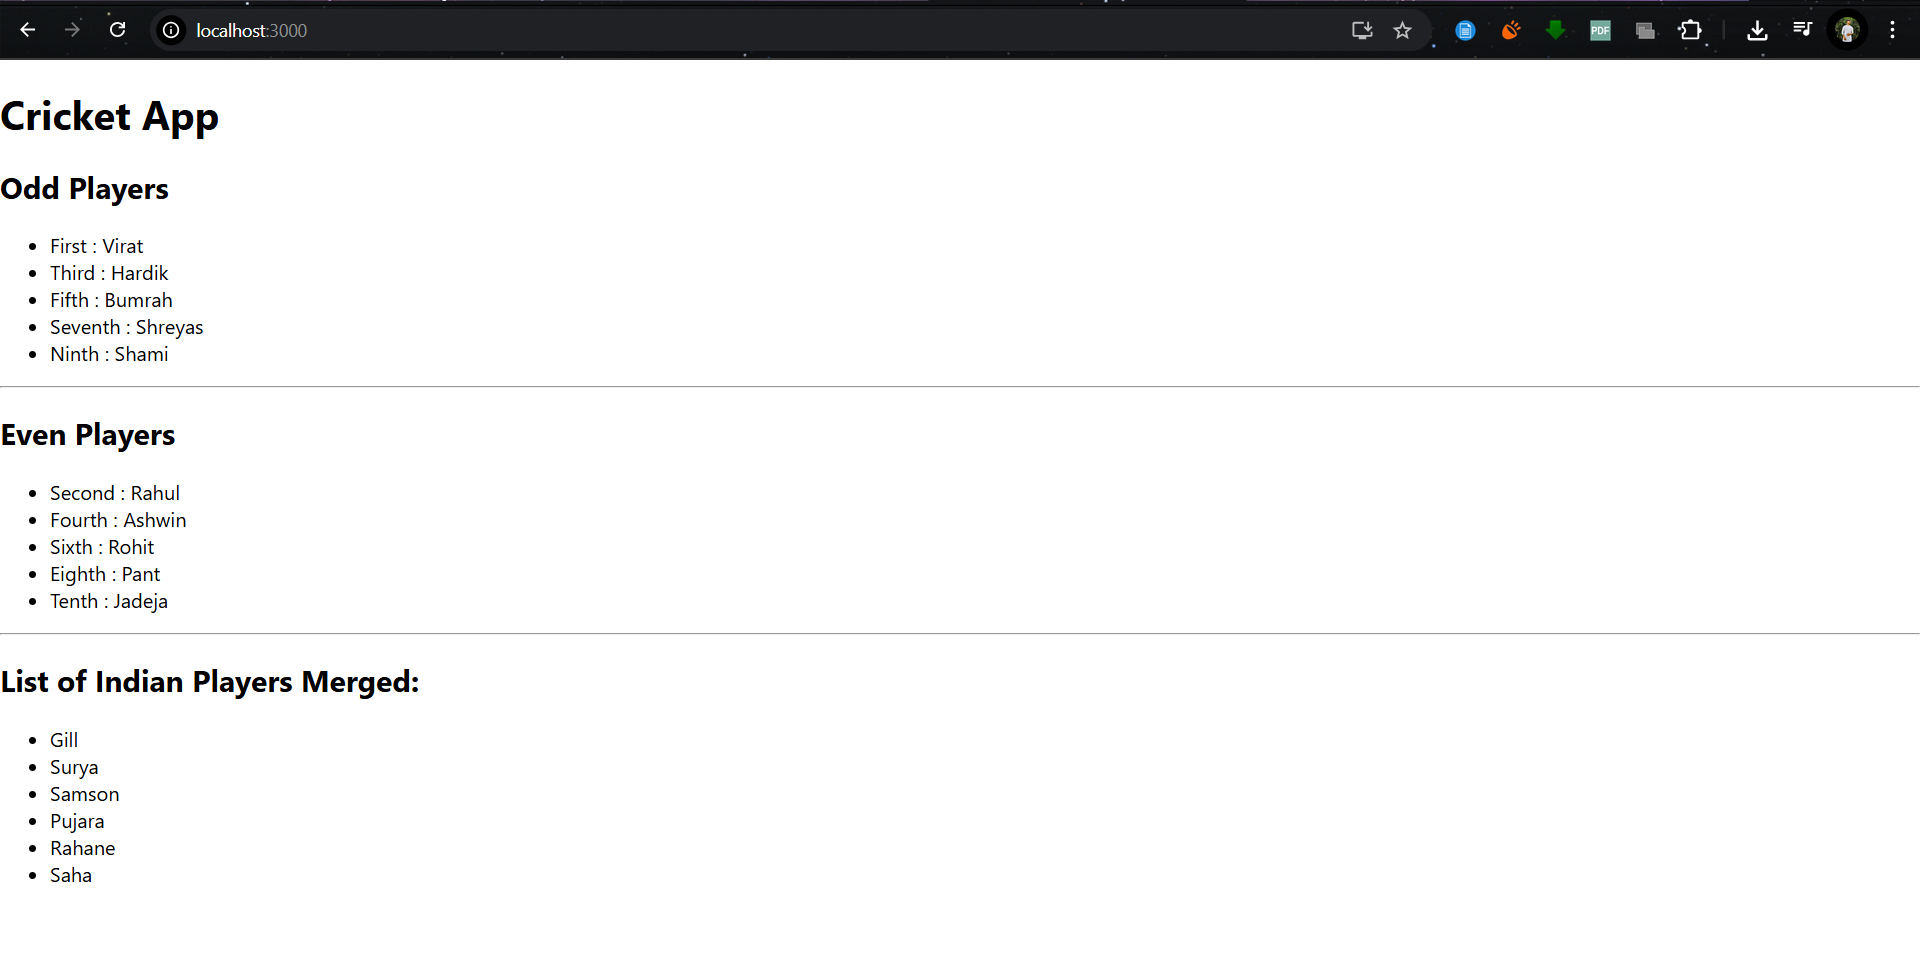 localhost:3000
PDF
Cricket App
Odd Players
First : Virat
Third : Hardik
Fifth : Bumrah
Seventh : Shreyas
Ninth : Shami
Even Players
Second : Rahul
Fourth : Ashwin
Sixth : Rohit
Eighth : Pant
Tenth : Jadeja
List of Indian Players Merged:
Gill
Surya
Samson
Pujara
Rahane
Saha